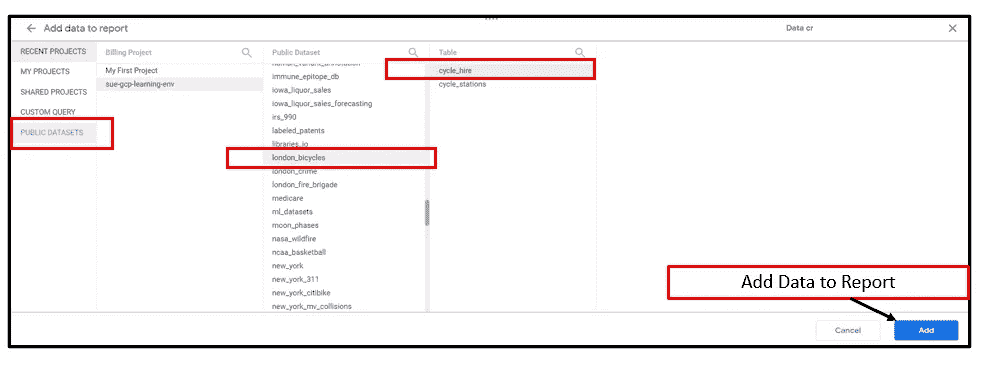 Add data to report
Data cr
RECENT PROJECTS
MY PROJECTS
SHARED PROJECTS
CUSTOM QUERY
PUBLIC DATASETS
Billing Project
My First Project
sue-gcp-learning-env
Public Dataset
human_variant_annotation
immune_epitope_db
iowa_liquor_sales
iowa_liquor_sales_forecasting
irs_990
labeled_patents
libraries_io
london_bicycles
london_crime
london_fire_brigade
medicare
ml_datasets
moon_phases
nasa_wildfire
ncaa_basketball
new_york
new_york_311
new_york_citibike
new_york_mv_collisions
Table
cycle_hire
cycle_stations
Add Data to Report
Cancel
Add